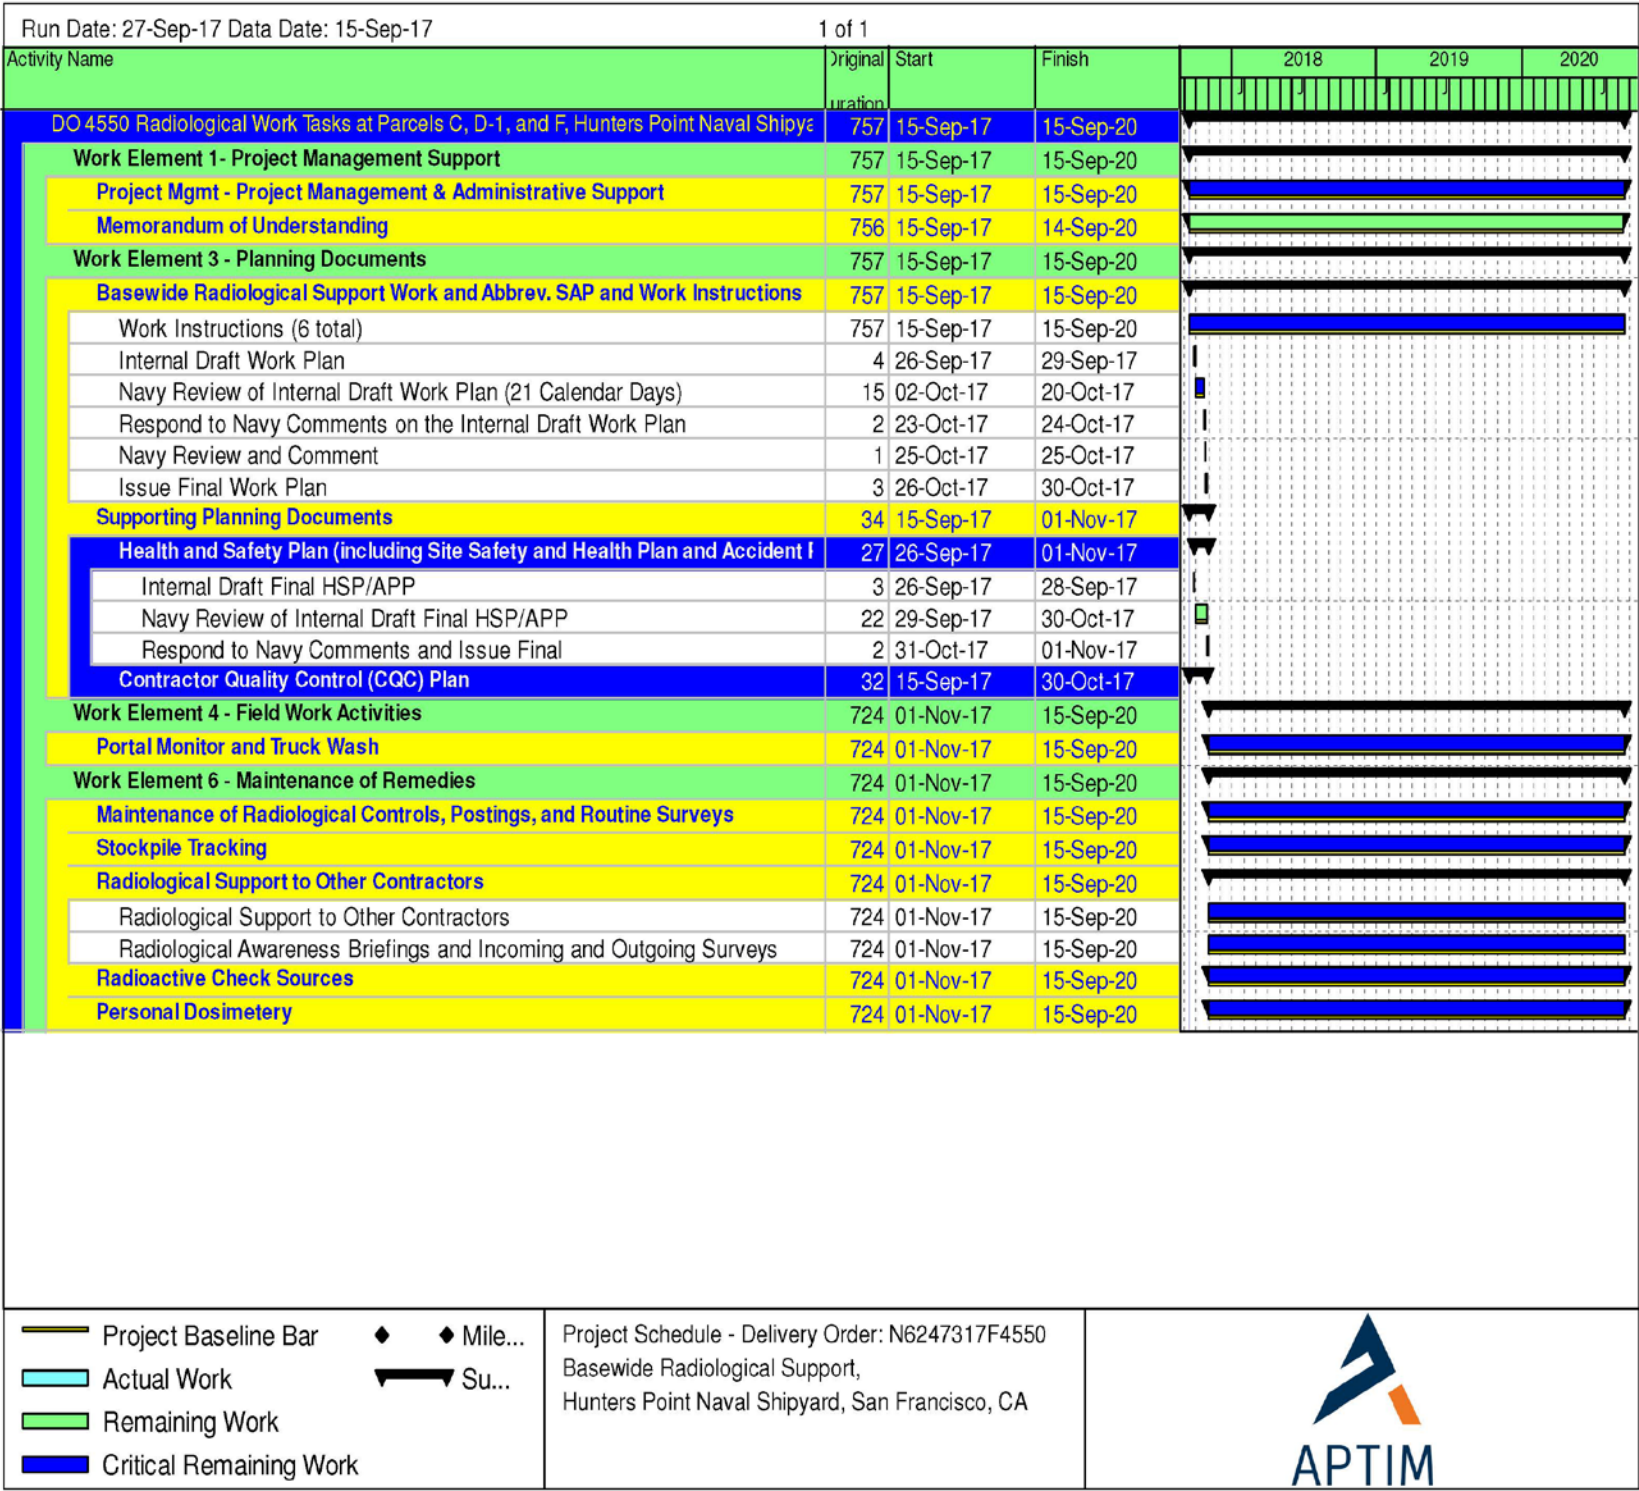 Run Date: 27-Sep-17 Data Date: 15-Sep-17 1 of 1
Activity Name Original Start Finish 2018 2019 2020
uration
DO 4550 Radiological Work Tasks at Parcels C, D-1, and F, Hunters Point Naval Shipya 757 15-Sep-17 15-Sep-20
Work Element 1- Project Management Support 757 15-Sep-17 15-Sep-20
Project Mgmt - Project Management & Administrative Support 757 15-Sep-17 15-Sep-20
Memorandum of Understanding 756 15-Sep-17 14-Sep-20
Work Element 3 - Planning Documents 757 15-Sep-17 15-Sep-20
Basewide Radiological Support Work and Abbrev. SAP and Work Instructions 757 15-Sep-17 15-Sep-20
Work Instructions (6 total) 757 15-Sep-17 15-Sep-20
Internal Draft Work Plan 4 26-Sep-17 29-Sep-17
Navy Review of Internal Draft Work Plan (21 Calendar Days) 15 02-Oct-17 20-Oct-17
Respond to Navy Comments on the Internal Draft Work Plan 2 23-Oct-17 24-Oct-17
Navy Review and Comment 1 25-Oct-17 25-Oct-17
Issue Final Work Plan 3 26-Oct-17 30-Oct-17
Supporting Planning Documents 34 15-Sep-17 01-Nov-17
Health and Safety Plan (including Site Safety and Health Plan and Accident 27 26-Sep-17 01-Nov-17
Internal Draft Final HSP/APP 3 26-Sep-17 28-Sep-17
Navy Review of Internal Draft Final HSP/APP 22 29-Sep-17 30-Oct-17
Respond to Navy Comments and Issue Final 2 31-Oct-17 01-Nov-17
Contractor Quality Control (CQC) Plan 32 15-Sep-17 30-Oct-17
Work Element 4 - Field Work Activities 724 01-Nov-17 15-Sep-20
Portal Monitor and Truck Wash 724 01-Nov-17 15-Sep-20
Work Element 6 - Maintenance of Remedies 724 01-Nov-17 15-Sep-20
Maintenance of Radiological Controls, Postings, and Routine Surveys 724 01-Nov-17 15-Sep-20
Stockpile Tracking 724 01-Nov-17 15-Sep-20
Radiological Support to Other Contractors 724 01-Nov-17 15-Sep-20
Radiological Support to Other Contractors 724 01-Nov-17 15-Sep-20
Radiological Awareness Briefings and Incoming and Outgoing Surveys 724 01-Nov-17 15-Sep-20
Radioactive Check Sources 724 01-Nov-17 15-Sep-20
Personal Dosimetery 724 01-Nov-17 15-Sep-20
Project Baseline Bar Mile...
Actual Work Su...
Remaining Work
Critical Remaining Work
Project Schedule - Delivery Order: N6247317F4550
Basewide Radiological Support,
Hunters Point Naval Shipyard, San Francisco, CA
APTIM